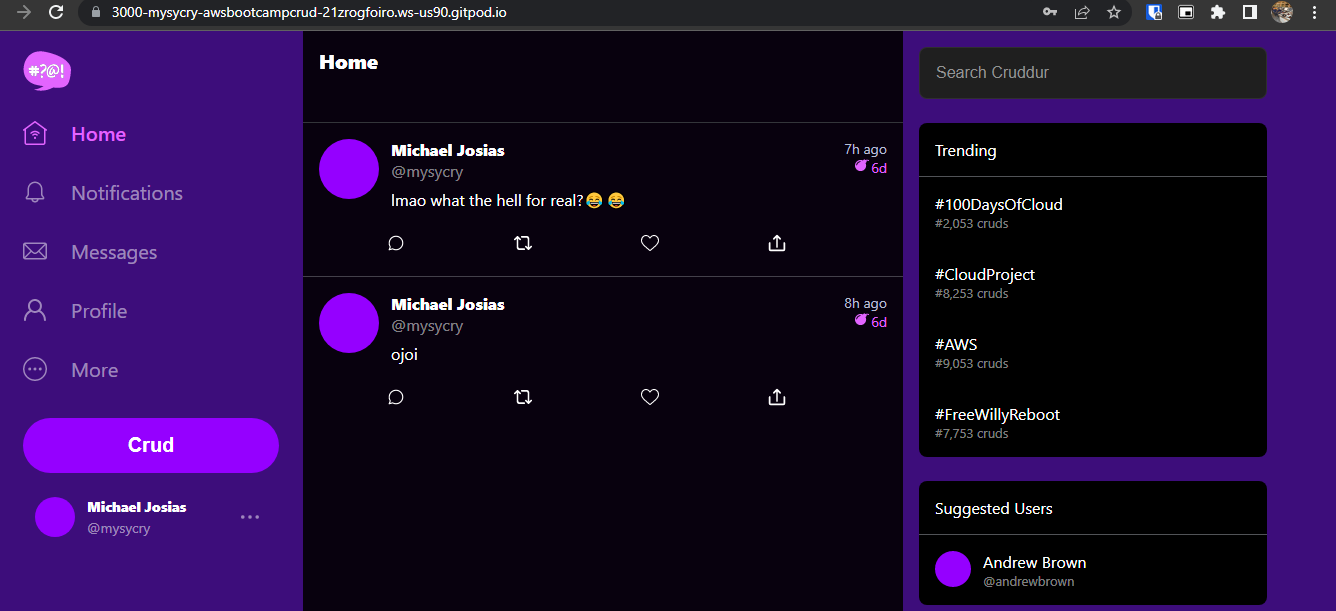 3000-mysycry-awsbootcampcrud-21zrogfoiro.ws-us90.gitpod.io
#?@!
Home
Notifications
Messages
Profile
More
Crud
Michael Josias
@mysycry
Home
Michael Josias
7h ago
@mysycry
6d
lmao what the hell for real?😂 😂
Michael Josias
8h ago
@mysycry
6d
ojoi
Search Cruddur
Trending
#100DaysOfCloud
#2,053 cruds
#CloudProject
#8,253 cruds
#AWS
#9,053 cruds
#FreeWillyReboot
#7,753 cruds
Suggested Users
Andrew Brown
@andrewbrown